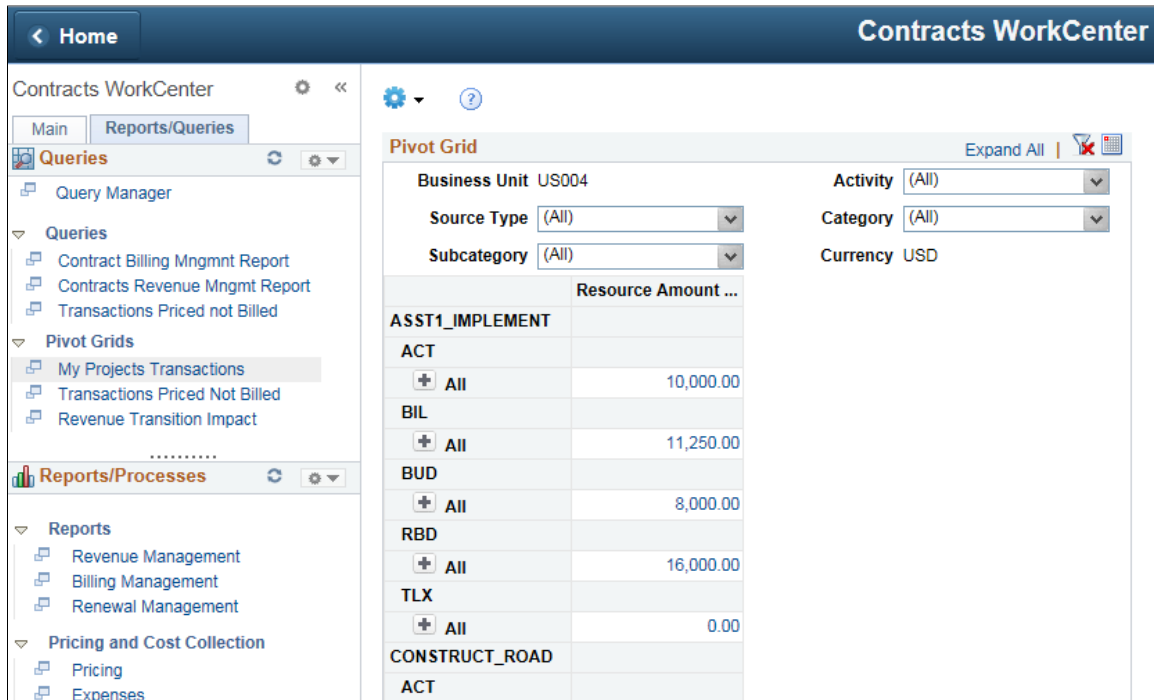 Home
Contracts WorkCenter
Contracts WorkCenter
Main
Reports/Queries
Queries
Query Manager
Queries
Contract Billing Mngmnt Report
Contracts Revenue Mngmt Report
Transactions Priced not Billed
Pivot Grids
My Projects Transactions
Transactions Priced Not Billed
Revenue Transition Impact
Reports/Processes
Reports
Revenue Management
Billing Management
Renewal Management
Pricing and Cost Collection
Pricing
Expenses
Pivot Grid
Expand All |
Business Unit US004
Activity (All)
Source Type (All)
Category (All)
Subcategory (All)
Currency USD
Resource Amount ...
ASST1_IMPLEMENT
ACT
All 10,000.00
BIL
All 11,250.00
BUD
All 8,000.00
RBD
All 16,000.00
TLX
All 0.00
CONSTRUCT_ROAD
ACT